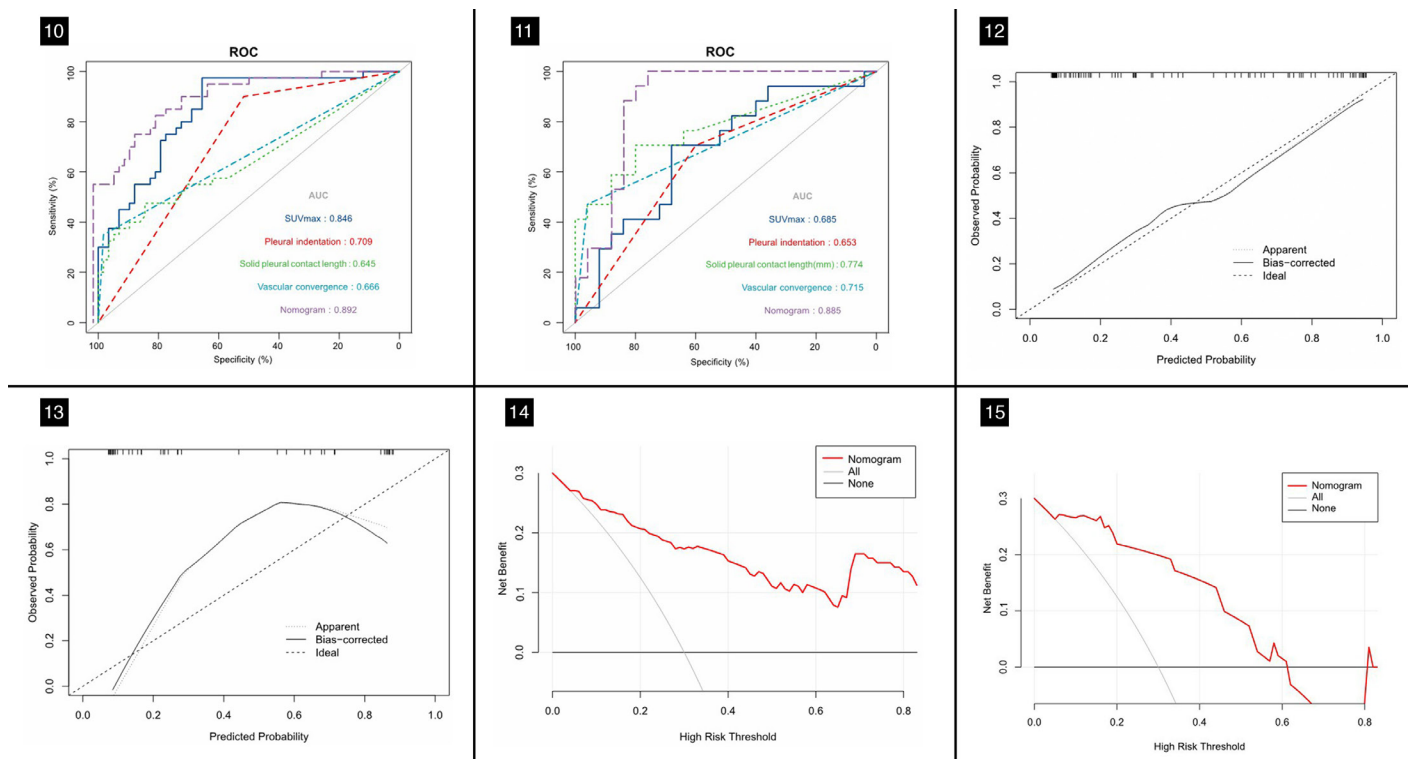 10
ROC
Sensitivity (%)
100
80
60
40
20
0
AUC
SUVmax : 0.846
Pleural indentation : 0.709
Solid pleural contact length : 0.645
Vascular convergence : 0.666
Nomogram : 0.892
100 80 60 40 20 0
Specificity (%)
11
ROC
Sensitivity (%)
100
80
60
40
20
0
AUC
SUVmax : 0.685
Pleural indentation : 0.653
Solid pleural contact length(mm) : 0.774
Vascular convergence : 0.715
Nomogram : 0.885
100 80 60 40 20 0
Specificity (%)
12
Observed Probability
1.0
0.8
0.6
0.4
0.2
0.0
Apparent
Bias-corrected
Ideal
0.0 0.2 0.4 0.6 0.8 1.0
Predicted Probability
13
Observed Probability
1.0
0.8
0.6
0.4
0.2
0.0
Apparent
Bias-corrected
Ideal
0.0 0.2 0.4 0.6 0.8 1.0
Predicted Probability
14
Net Benefit
0.3
0.2
0.1
0.0
Nomogram
All
None
0.0 0.2 0.4 0.6 0.8
High Risk Threshold
15
Net Benefit
0.3
0.2
0.1
0.0
Nomogram
All
None
0.0 0.2 0.4 0.6 0.8
High Risk Threshold